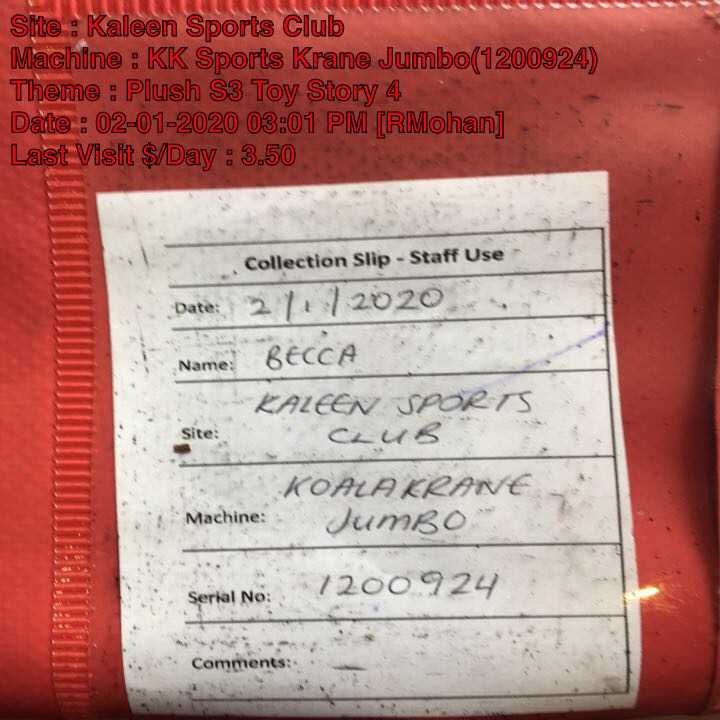 Site : Kaleen Sports Club
Machine : KK Sports Krane Jumbo(1200924)
Theme : Plush S3 Toy Story 4
Date : 02-01-2020 03:01 PM [RMohan]
Last Visit $/Day : 3.50
Collection Slip - Staff Use
Date: 2/1/2020
Name: BECCA
KALEEN SPORTS
Site: CLUB
KOALA KRANE
Machine: JUMBO
Serial No: 1200924
Comments: —